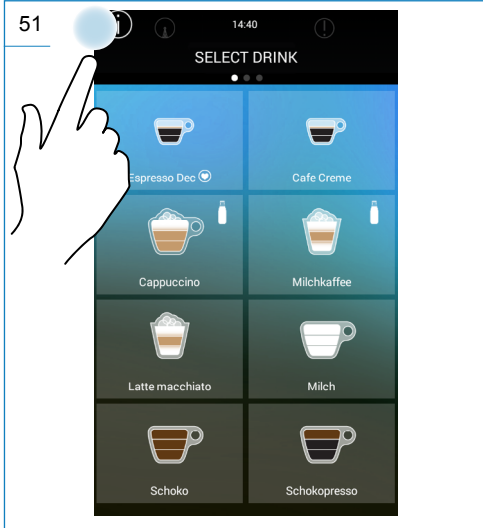 51
14:40
SELECT DRINK
Espresso Dec
Cafe Creme
Cappuccino
Milchkaffee
Latte macchiato
Milch
Schoko
Schokopresso